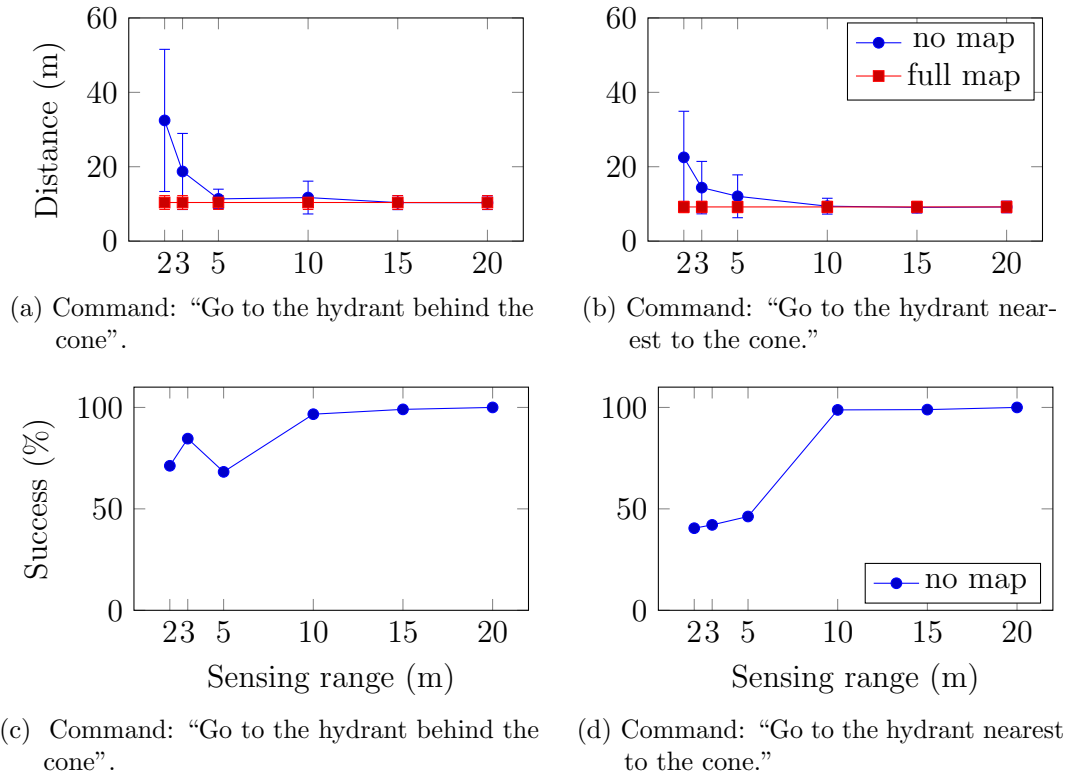 60
40
20
0
Distance (m)
2 3 5 10 15 20
(a) Command: “Go to the hydrant behind the
cone”.
60
40
20
0
no map
full map
2 3 5 10 15 20
(b) Command: “Go to the hydrant near-
est to the cone.”
100
50
0
Success (%)
2 3 5 10 15 20
Sensing range (m)
(c) Command: “Go to the hydrant behind the
cone”.
100
50
0
no map
2 3 5 10 15 20
Sensing range (m)
(d) Command: “Go to the hydrant nearest
to the cone.”